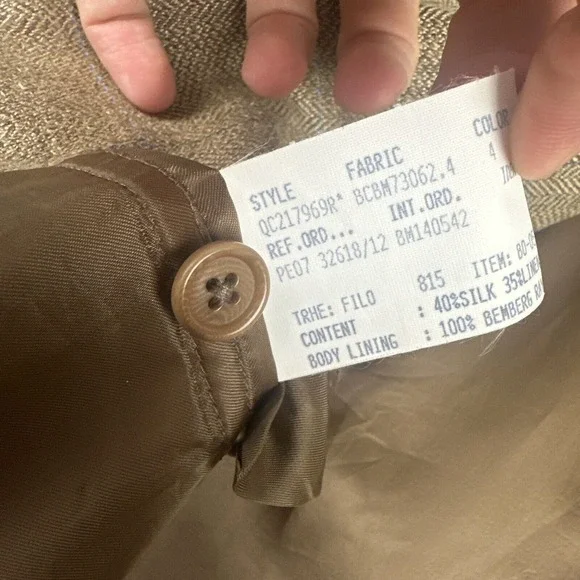 STYLE FABRIC COLOR
QC217969R* BCBM73062.4 4
REF.ORD... INT.ORD.
PE07 32618/12 BM140542
TRHE: FILO 815 ITEM:
CONTENT : 40%SILK 35%LINEN
BODY LINING : 100% BEMBERG